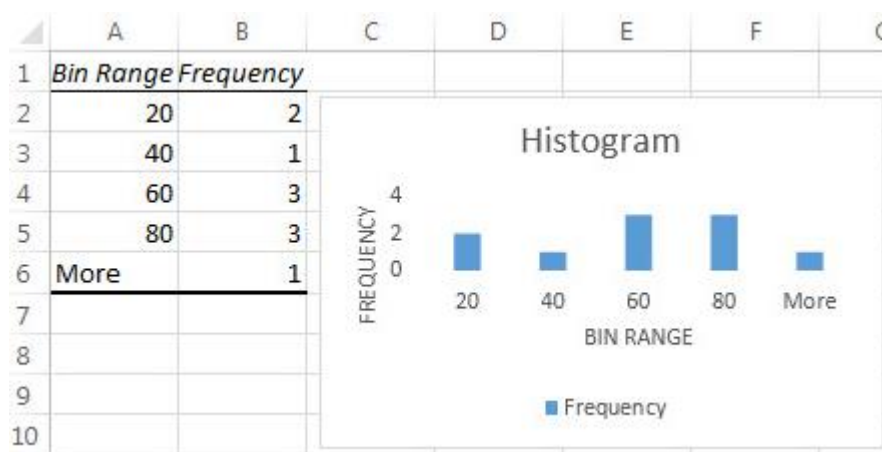 A B C D E F
1 Bin Range Frequency
2 20 2
3 40 1
4 60 3
5 80 3
6 More 1
7
8
9
10
Histogram
FREQUENCY
4
2
0
20 40 60 80 More
BIN RANGE
Frequency